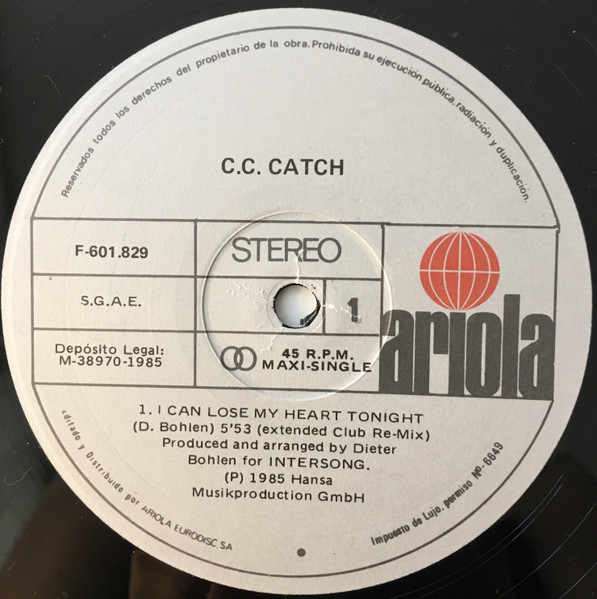 Reservados todos los derechos del propietario de la obra. Prohibida su ejecución pública, radiación y duplicación.
C.C. CATCH
F-601.829
STEREO
S.G.A.E.
1
Depósito Legal:
M-38970-1985
45 R.P.M.
MAXI-SINGLE
ariola
1. I CAN LOSE MY HEART TONIGHT
(D. Bohlen) 5'53 (extended Club Re-Mix)
Produced and arranged by Dieter
Bohlen for INTERSONG.
(P) 1985 Hansa
Musikproduction GmbH
Editado y Distribuido por ARIOLA EURODISC, SA
Impuesto de Lujo, permiso Nº- 6649